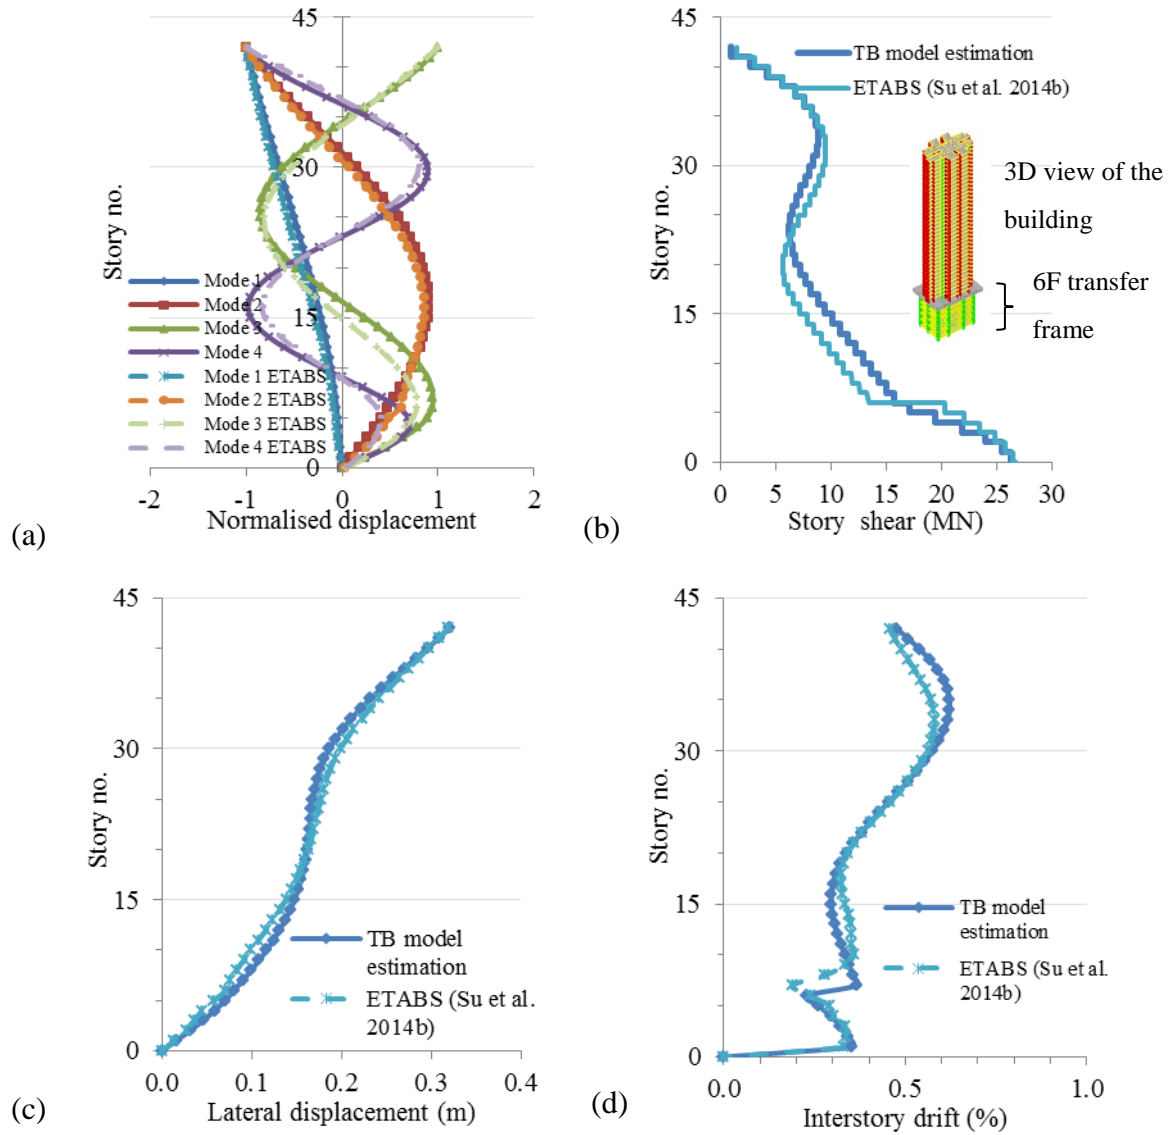 45
30
15
0
Story no.
Mode 1
Mode 2
Mode 3
Mode 4
Mode 1 ETABS
Mode 2 ETABS
Mode 3 ETABS
Mode 4 ETABS
-2 -1 0 1 2
Normalised displacement
(a)
45
30
15
0
Story no.
TB model estimation
ETABS (Su et al. 2014b)
3D view of the
building
6F transfer
frame
0 5 10 15 20 25 30
Story shear (MN)
(b)
45
30
15
0
Story no.
TB model
estimation
ETABS (Su et al.
2014b)
0.0 0.1 0.2 0.3 0.4
Lateral displacement (m)
(c)
45
30
15
0
Story no.
TB model
estimation
ETABS (Su et al.
2014b)
0.0 0.5 1.0
Interstory drift (%)
(d)